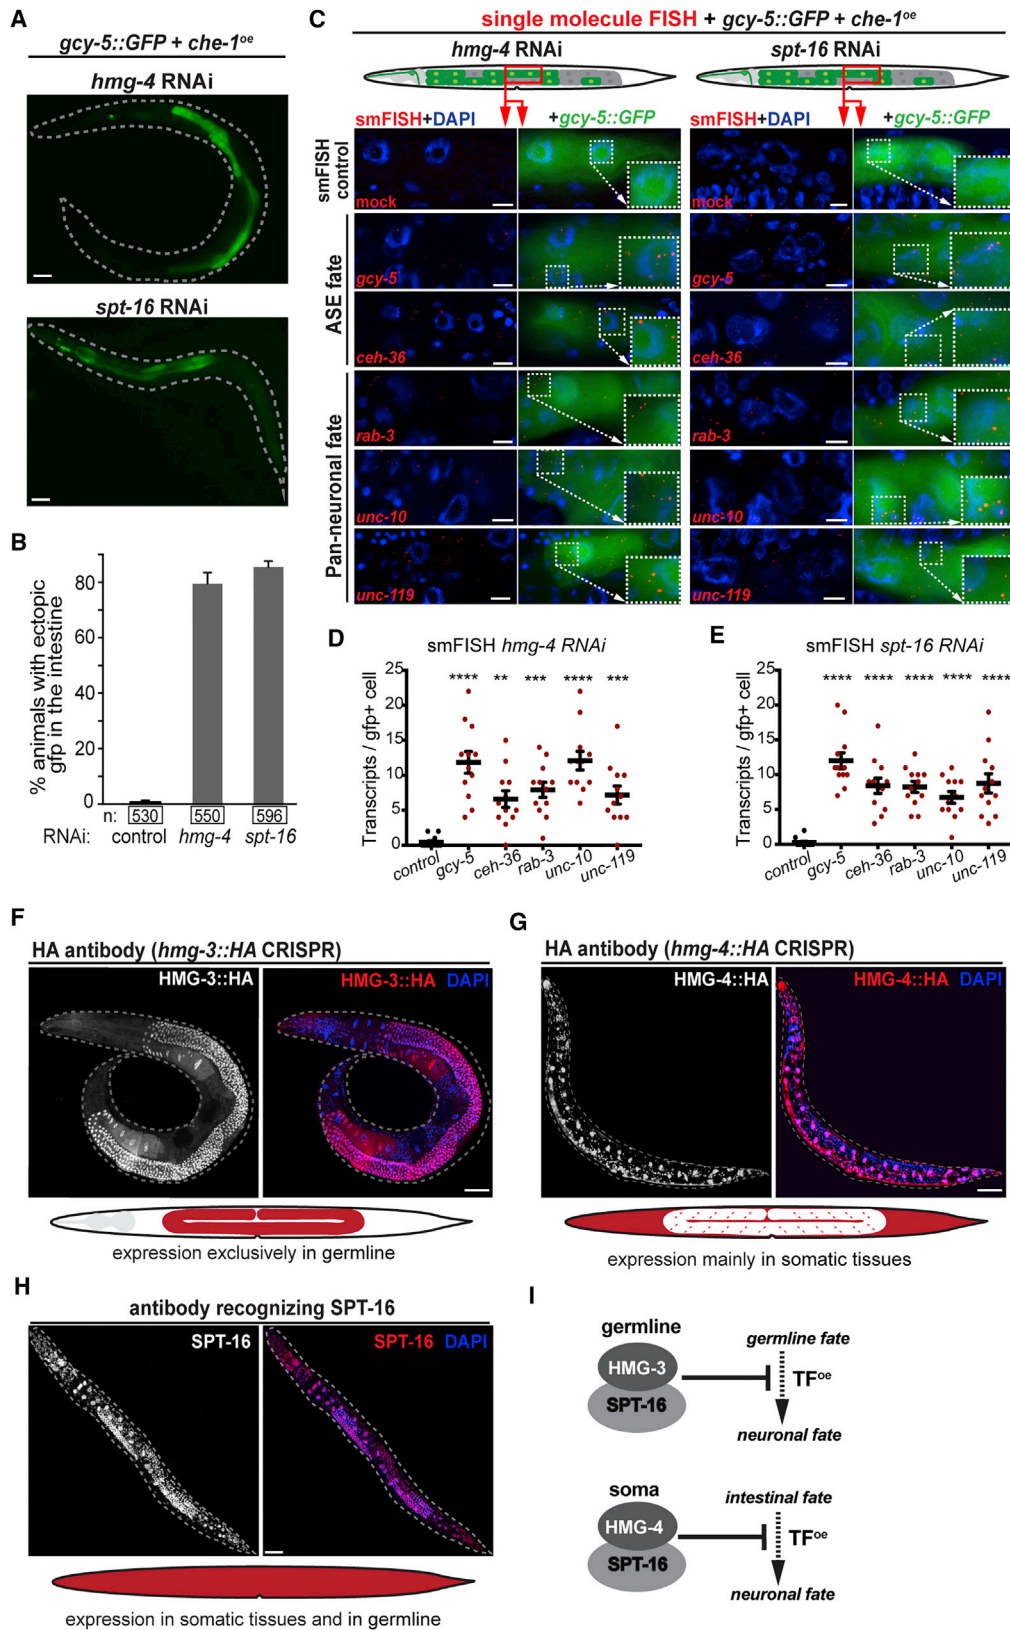 A
gcy-5::GFP + che-1oe
hmg-4 RNAi
spt-16 RNAi
B
% animals with ectopic
gfp in the intestine
80
60
40
20
0
n: 530 550 596
RNAi: control hmg-4 spt-16
C
single molecule FISH + gcy-5::GFP + che-1oe
hmg-4 RNAi spt-16 RNAi
smFISH+DAPI +gcy-5::GFP smFISH+DAPI +gcy-5::GFP
smFISH
control
mock mock
ASE fate
gcy-5 gcy-5
ceh-36 ceh-36
Pan-neuronal fate
rab-3 rab-3
unc-10 unc-10
unc-119 unc-119
D
smFISH hmg-4 RNAi
Transcripts / gfp+ cell
25
20
15
10
5
0
**** ** *** **** ***
control gcy-5 ceh-36 rab-3 unc-10 unc-119
E
smFISH spt-16 RNAi
Transcripts / gfp+ cell
25
20
15
10
5
0
**** **** **** **** ****
control gcy-5 ceh-36 rab-3 unc-10 unc-119
F
HA antibody (hmg-3::HA CRISPR)
HMG-3::HA HMG-3::HA DAPI
expression exclusively in germline
G
HA antibody (hmg-4::HA CRISPR)
HMG-4::HA HMG-4::HA DAPI
expression mainly in somatic tissues
H
antibody recognizing SPT-16
SPT-16 SPT-16 DAPI
expression in somatic tissues and in germline
I
germline
HMG-3
SPT-16
germline fate
TFoe
neuronal fate
soma
HMG-4
SPT-16
intestinal fate
TFoe
neuronal fate